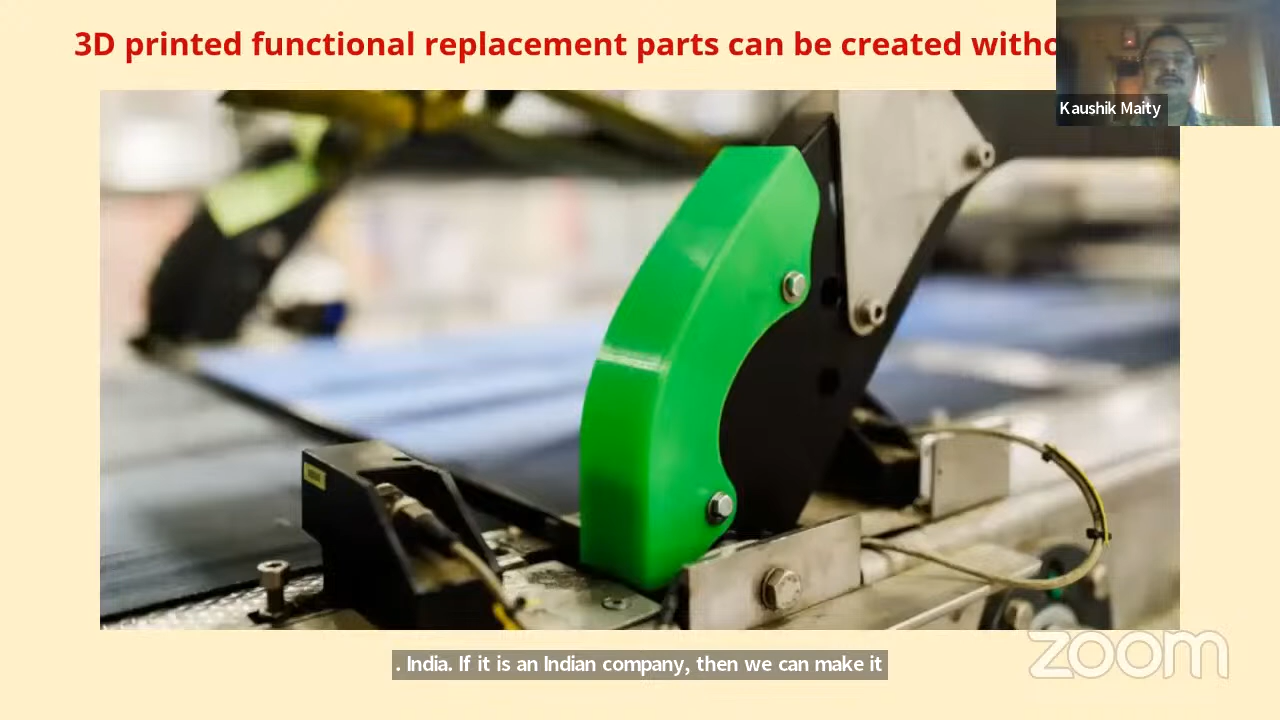 3D printed functional replacement parts can be created witho
Kaushik Maity
. India. If it is an Indian company, then we can make it
zoom